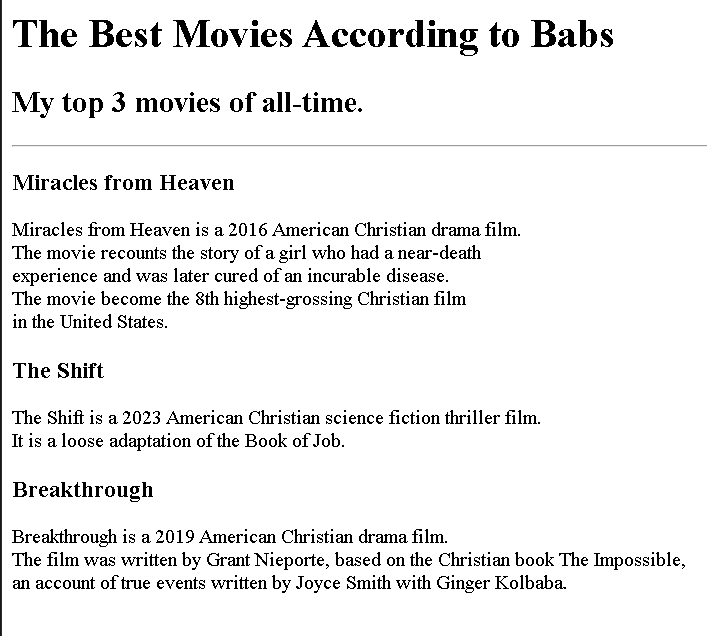 The Best Movies According to Babs
My top 3 movies of all-time.
Miracles from Heaven
Miracles from Heaven is a 2016 American Christian drama film.
The movie recounts the story of a girl who had a near-death
experience and was later cured of an incurable disease.
The movie become the 8th highest-grossing Christian film
in the United States.
The Shift
The Shift is a 2023 American Christian science fiction thriller film.
It is a loose adaptation of the Book of Job.
Breakthrough
Breakthrough is a 2019 American Christian drama film.
The film was written by Grant Nieporte, based on the Christian book The Impossible,
an account of true events written by Joyce Smith with Ginger Kolbaba.